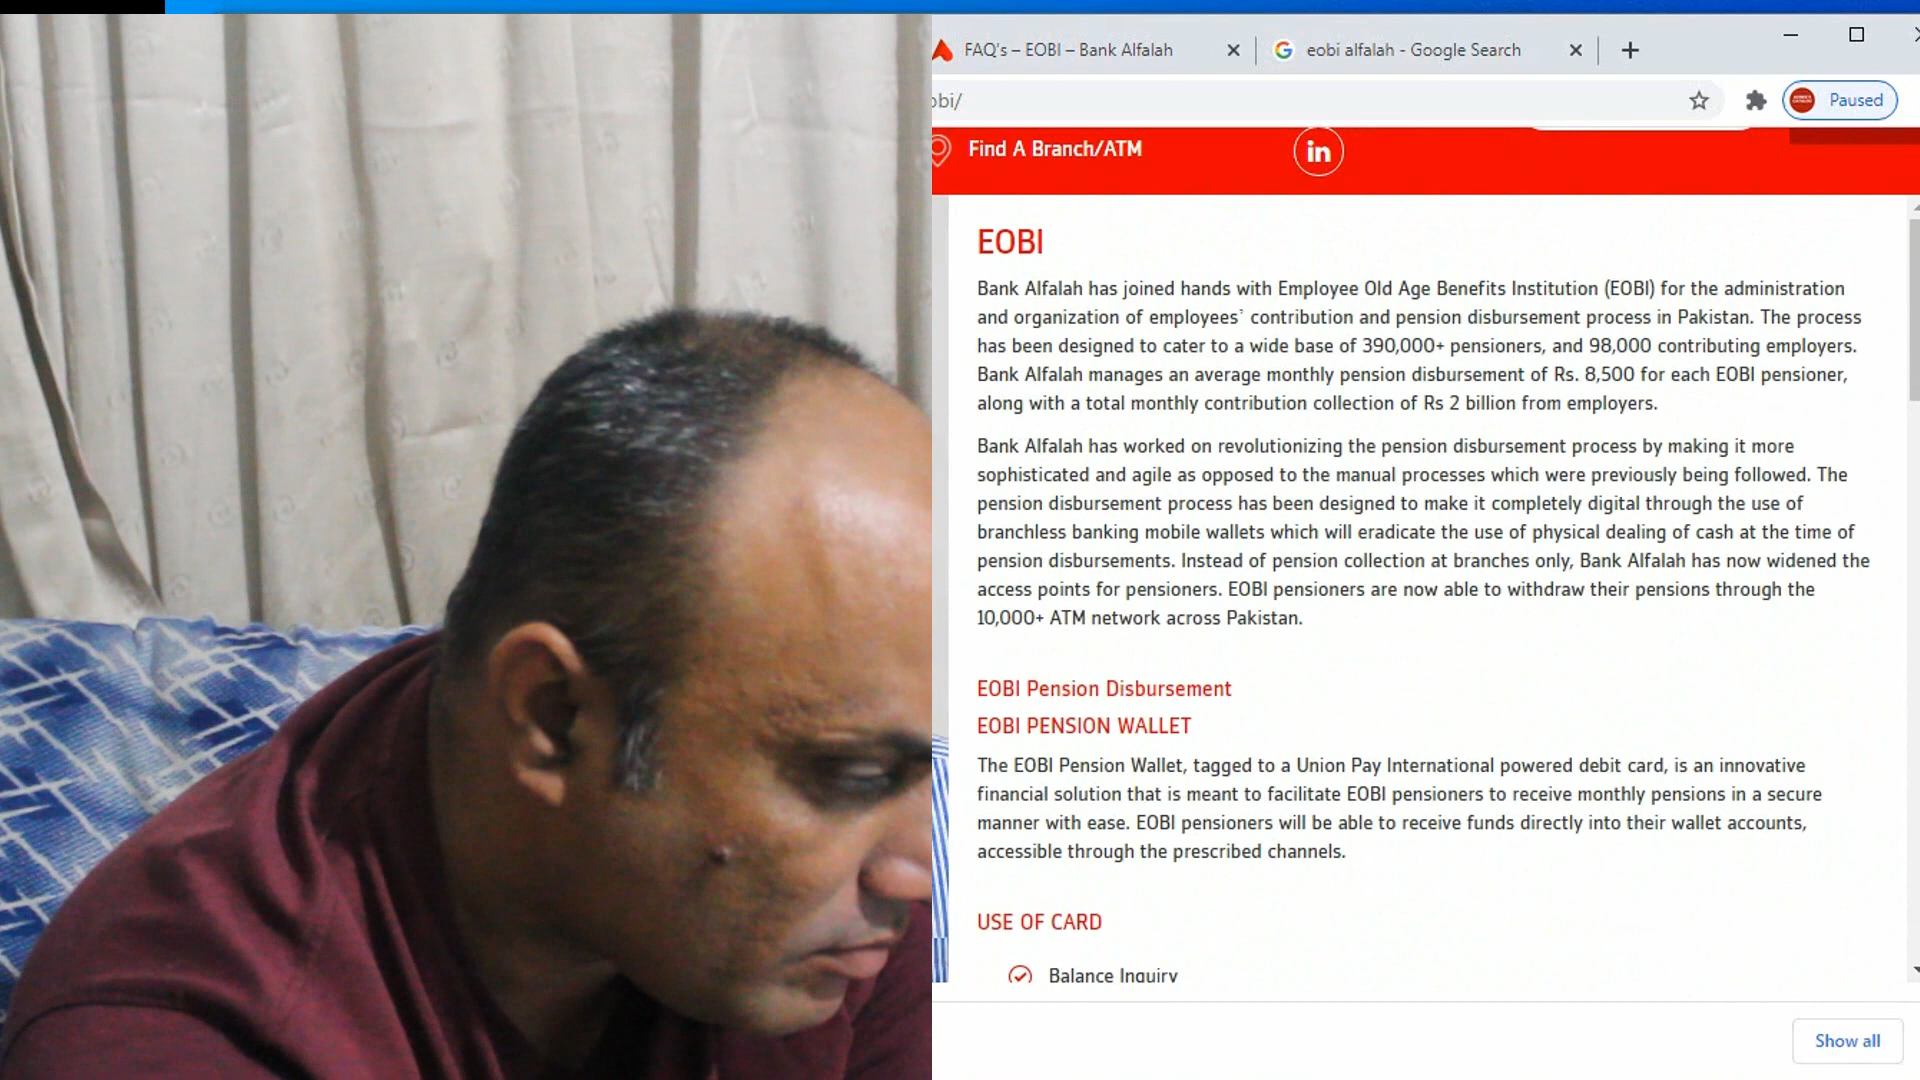 FAQ's – EOBI – Bank Alfalah
eobi alfalah - Google Search
obi/
Paused
Find A Branch/ATM
in
EOBI
Bank Alfalah has joined hands with Employee Old Age Benefits Institution (EOBI) for the administration
and organization of employees' contribution and pension disbursement process in Pakistan. The process
has been designed to cater to a wide base of 390,000+ pensioners, and 98,000 contributing employers.
Bank Alfalah manages an average monthly pension disbursement of Rs. 8,500 for each EOBI pensioner,
along with a total monthly contribution collection of Rs 2 billion from employers.
Bank Alfalah has worked on revolutionizing the pension disbursement process by making it more
sophisticated and agile as opposed to the manual processes which were previously being followed. The
pension disbursement process has been designed to make it completely digital through the use of
branchless banking mobile wallets which will eradicate the use of physical dealing of cash at the time of
pension disbursements. Instead of pension collection at branches only, Bank Alfalah has now widened the
access points for pensioners. EOBI pensioners are now able to withdraw their pensions through the
10,000+ ATM network across Pakistan.
EOBI Pension Disbursement
EOBI PENSION WALLET
The EOBI Pension Wallet, tagged to a Union Pay International powered debit card, is an innovative
financial solution that is meant to facilitate EOBI pensioners to receive monthly pensions in a secure
manner with ease. EOBI pensioners will be able to receive funds directly into their wallet accounts,
accessible through the prescribed channels.
USE OF CARD
Balance Inquiry
Show all